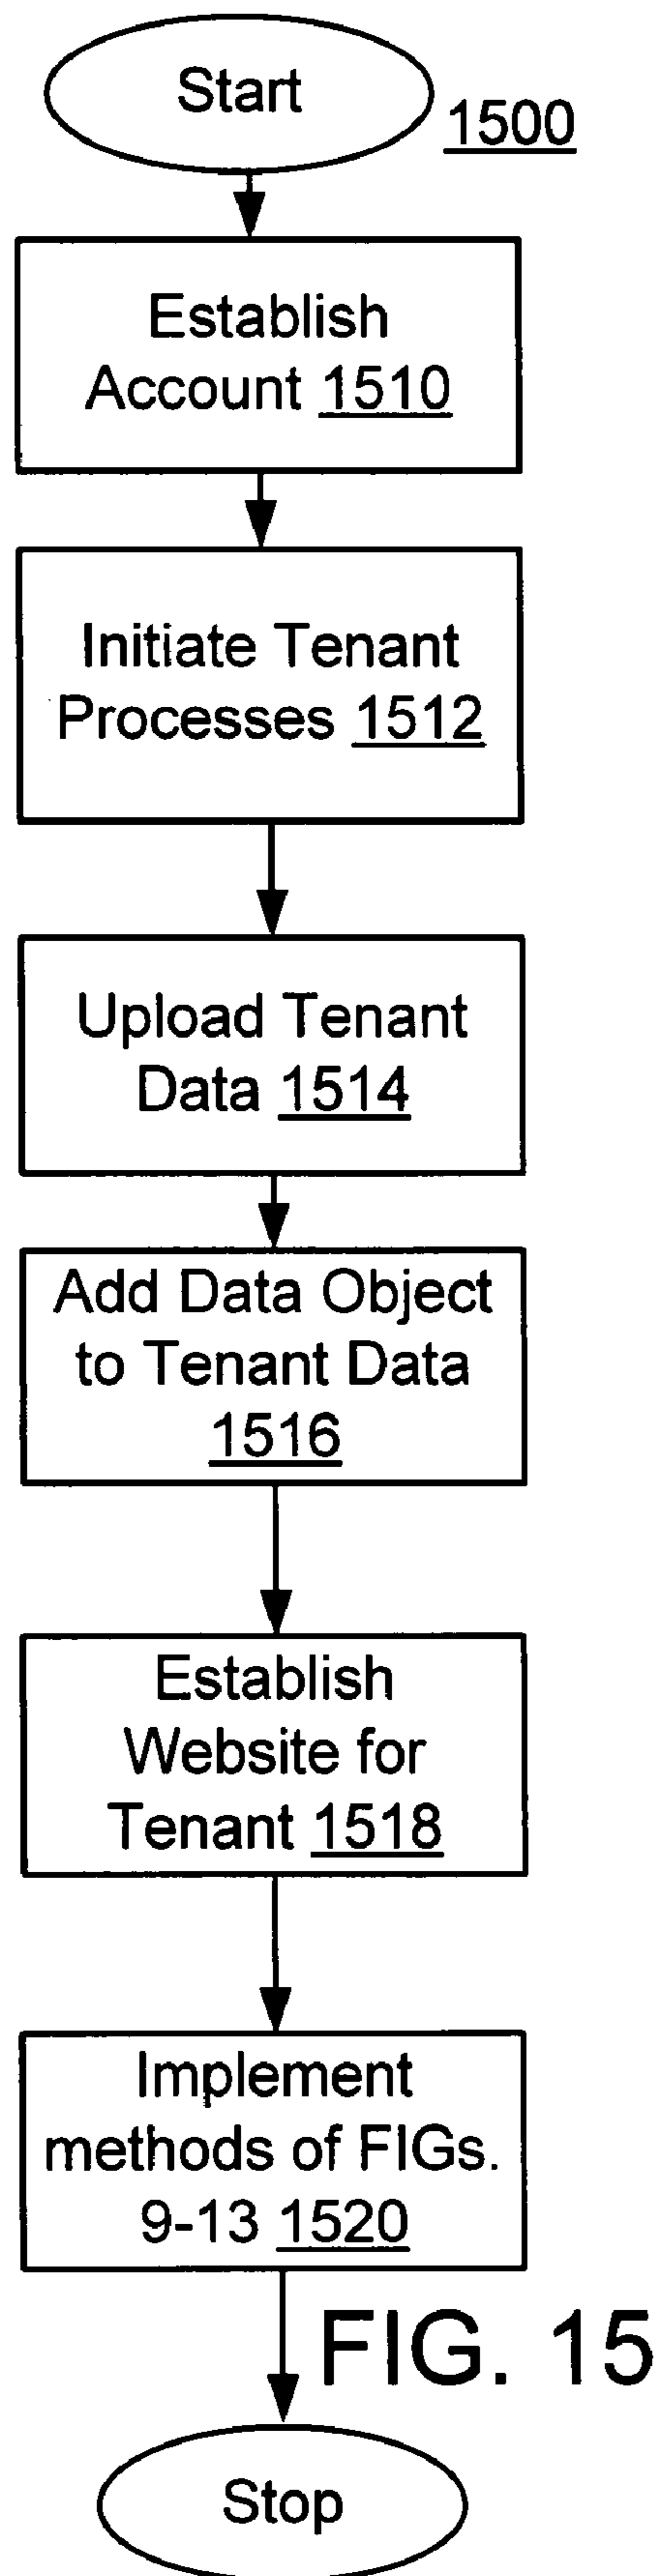 Start
1500
Establish
Account 1510
Initiate Tenant
Processes 1512
Upload Tenant
Data 1514
Add Data Object
to Tenant Data
1516
Establish
Website for
Tenant 1518
Implement
methods of FIGs.
9-13 1520
FIG. 15
Stop